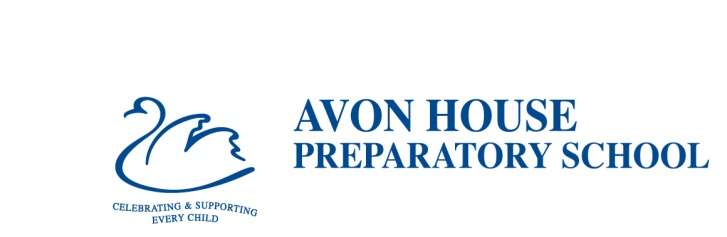 AVON HOUSE
PREPARATORY SCHOOL
CELEBRATING & SUPPORTING
EVERY CHILD